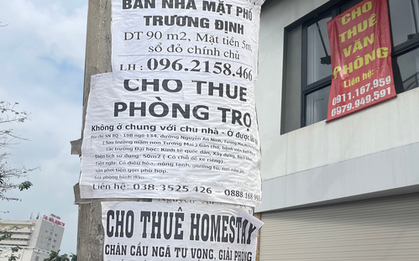 BÁN NHÀ MẶT PHỐ
TRƯƠNG ĐỊNH
DT 90 m2, Mặt tiền 5m
sổ đỏ chính chủ
LH: 096.2158.466
CHO THUÊ
PHÒNG TRỌ
Không ở chung với chủ nhà - Ở được
Liên hệ: 038.3525.426 - 0888.16
CHO THUÊ HOMESTAY
CHÂN CẦU NGÃ TƯ VỌNG, GIẢI PHÓNG
CHO THUÊ
VĂN
PHÒNG
Liên hệ:
0911.167.959
0979.949.591